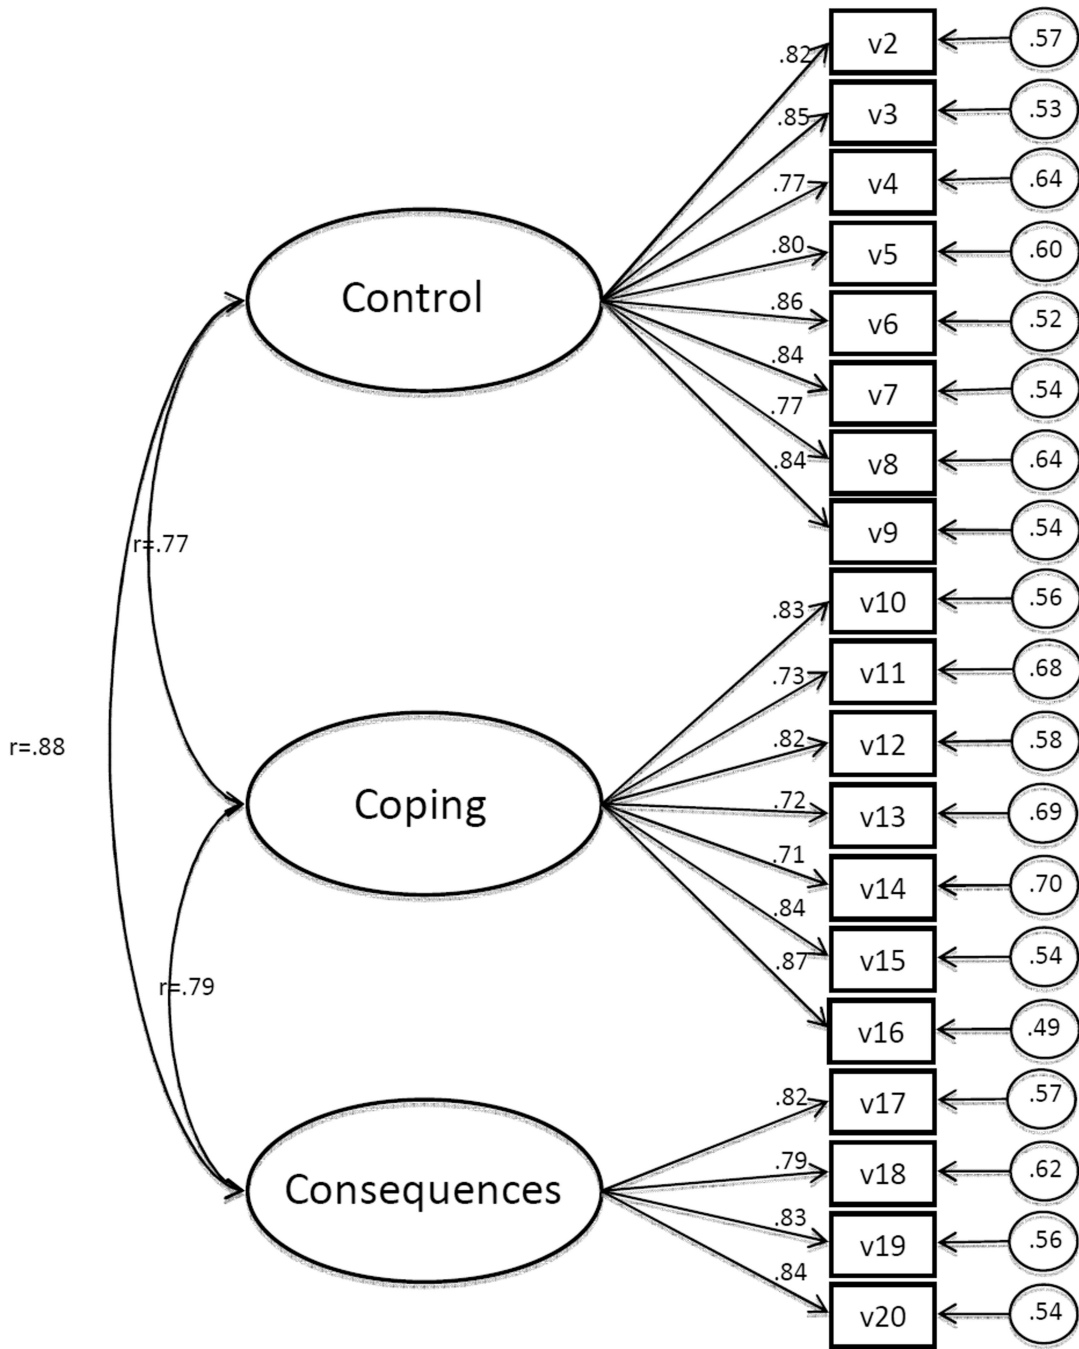 .82 v2 .57
.85 v3 .53
.77 v4 .64
.80 v5 .60
Control
.86 v6 .52
.84 v7 .54
.77 v8 .64
.84 v9 .54
r=.77
.83 v10 .56
.73 v11 .68
r=.88
.82 v12 .58
Coping
.72 v13 .69
.71 v14 .70
.84 v15 .54
.87 v16 .49
r=.79
.82 v17 .57
.79 v18 .62
Consequences
.83 v19 .56
.84 v20 .54